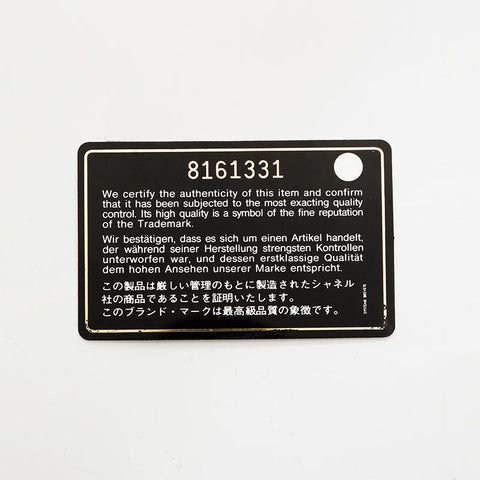 8161331
We certify the authenticity of this item and confirm
that it has been subjected to the most exacting quality
control. Its high quality is a symbol of the fine reputation
of the Trademark.
Wir bestätigen, dass es sich um einen Artikel handelt,
der während seiner Herstellung strengsten Kontrollen
unterworfen war, und dessen erstklassige Qualität
dem hohen Ansehen unserer Marke entspricht.
この製品は厳しい管理のもとに製造されたシャネル
社の商品であることを証明いたします。
このブランド・マークは最高級品質の象徴です。